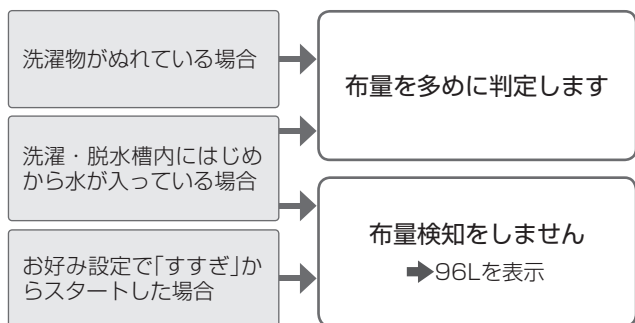 洗濯物がぬれている場合
布量を多めに判定します
洗濯・脱水槽内にはじめ
から水が入っている場合
布量検知をしません
➡96Lを表示
お好み設定で「すすぎ」か
らスタートした場合